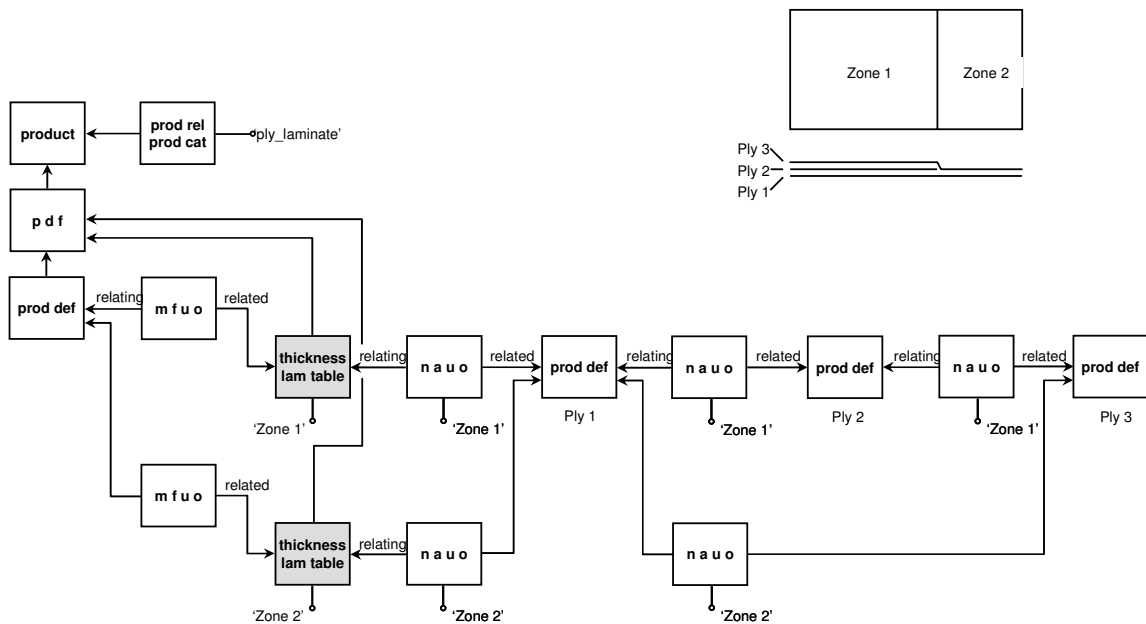 Zone 1
Zone 2
product
prod rel
prod cat
'ply_laminate'
Ply 3
Ply 2
Ply 1
p d f
prod def
relating
m f u o
related
thickness
lam table
relating
n a u o
related
prod def
relating
n a u o
related
prod def
relating
n a u o
related
prod def
'Zone 1'
'Zone 1'
Ply 1
'Zone 1'
Ply 2
'Zone 1'
Ply 3
m f u o
related
thickness
lam table
relating
n a u o
n a u o
'Zone 2'
'Zone 2'
'Zone 2'